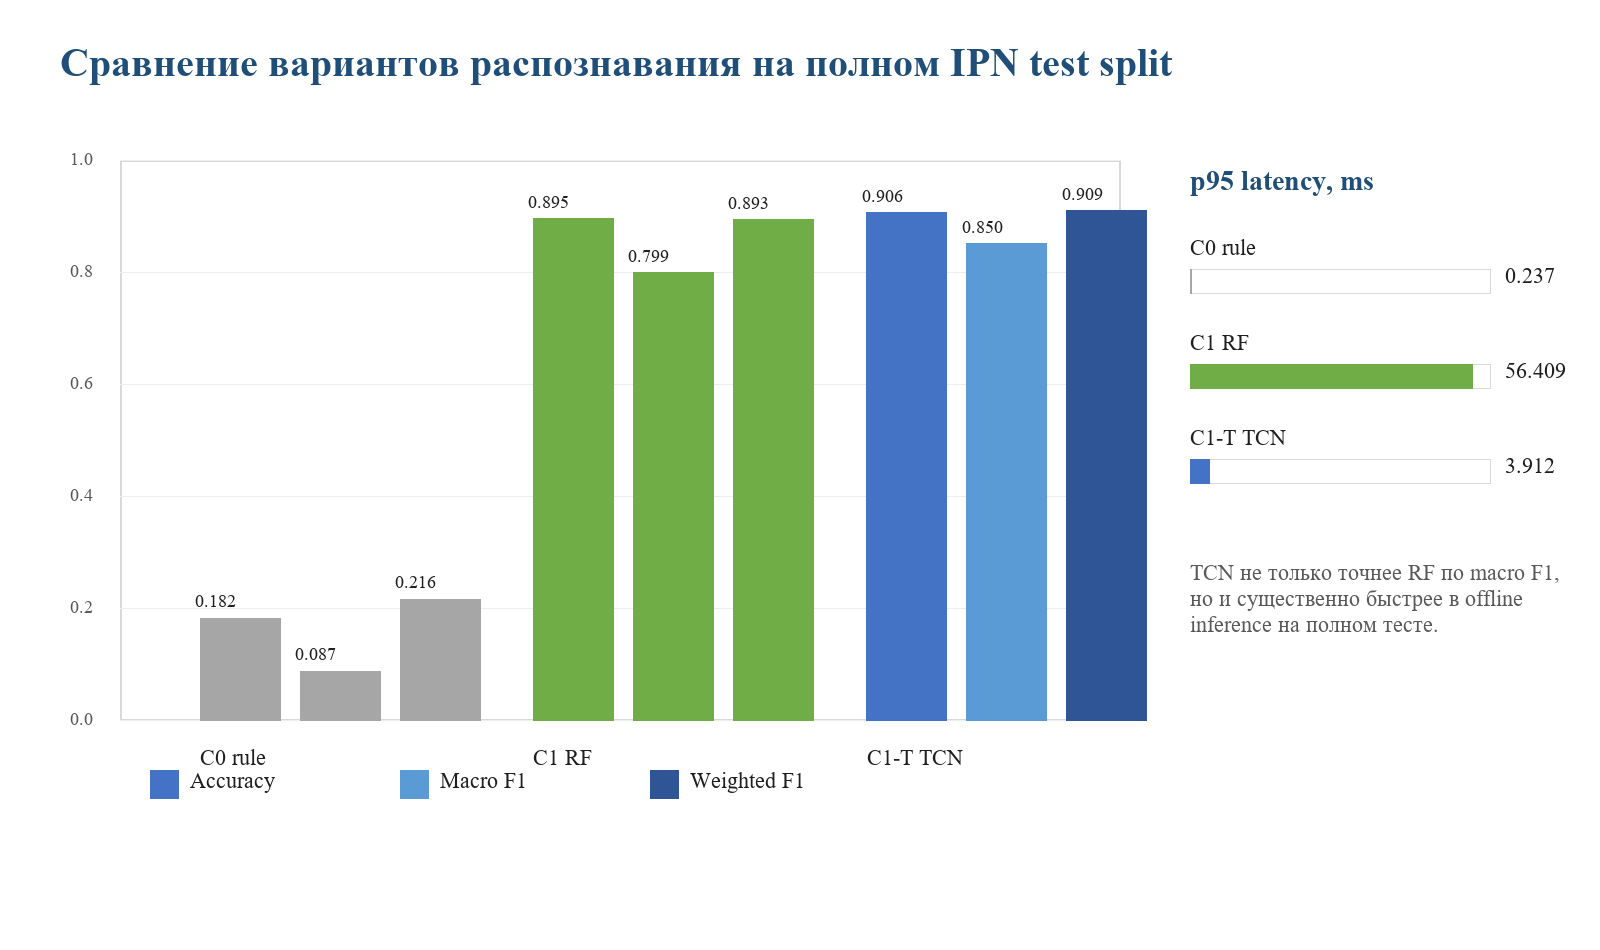 Сравнение вариантов распознавания на полном IPN test split
1.0
0.8
0.6
0.4
0.2
0.0
0.182
0.087
0.216
0.895
0.799
0.893
0.906
0.850
0.909
C0 rule
C1 RF
C1-T TCN
Accuracy
Macro F1
Weighted F1
p95 latency, ms
C0 rule
0.237
C1 RF
56.409
C1-T TCN
3.912
TCN не только точнее RF по macro F1,
но и существенно быстрее в offline
inference на полном тесте.